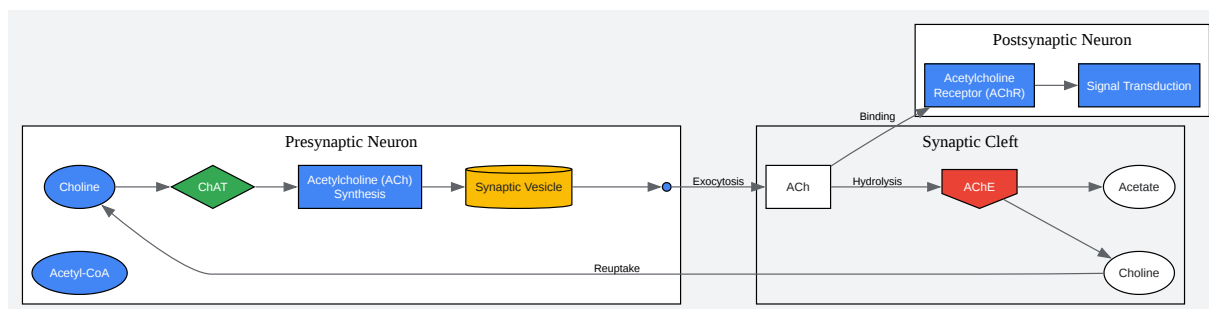 Postsynaptic Neuron
Acetylcholine
Receptor (AChR)
Signal Transduction
Binding
Presynaptic Neuron
Synaptic Cleft
Choline
ChAT
Acetylcholine (ACh)
Synthesis
Synaptic Vesicle
Exocytosis
ACh
Hydrolysis
AChE
Acetate
Acetyl-CoA
Reuptake
Choline